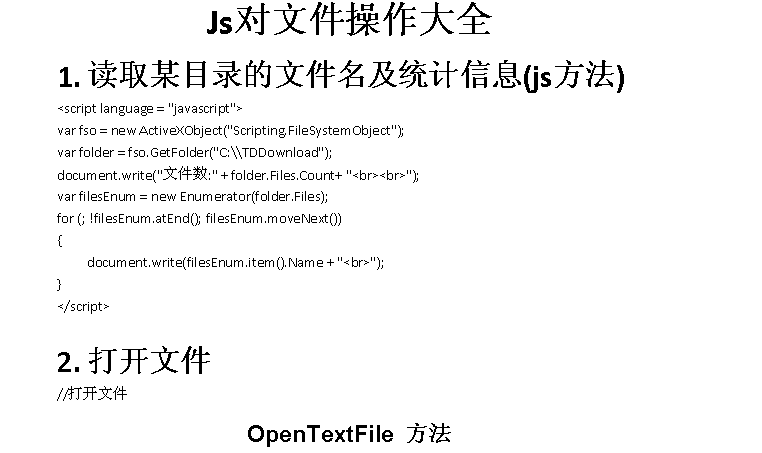 Js对文件操作大全
1. 读取某目录的文件名及统计信息(js方法)
<script language = "javascript">
var fso = new ActiveXObject("Scripting.FileSystemObject");
var folder = fso.GetFolder("C:\\TDDownload");
document.write("文件数:" + folder.Files.Count+ "<br><br>");
var filesEnum = new Enumerator(folder.Files);
for (; !filesEnum.atEnd(); filesEnum.moveNext())
{
document.write(filesEnum.item().Name + "<br>");
}
</script>
2. 打开文件
//打开文件
OpenTextFile 方法